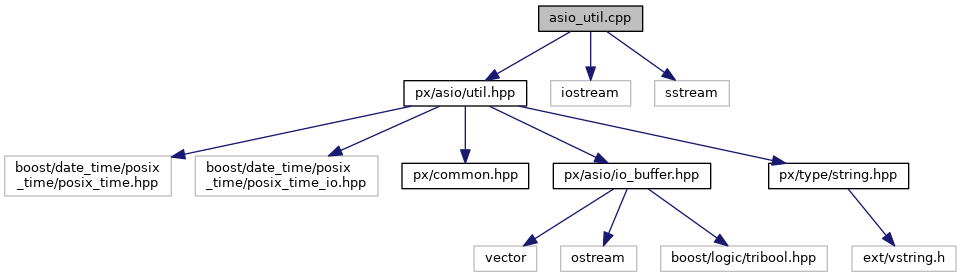 asio_util.cpp
px/asio/util.hpp
iostream
sstream
boost/date_time/posix
_time/posix_time.hpp
boost/date_time/posix
_time/posix_time_io.hpp
px/common.hpp
px/asio/io_buffer.hpp
px/type/string.hpp
vector
ostream
boost/logic/tribool.hpp
ext/vstring.h